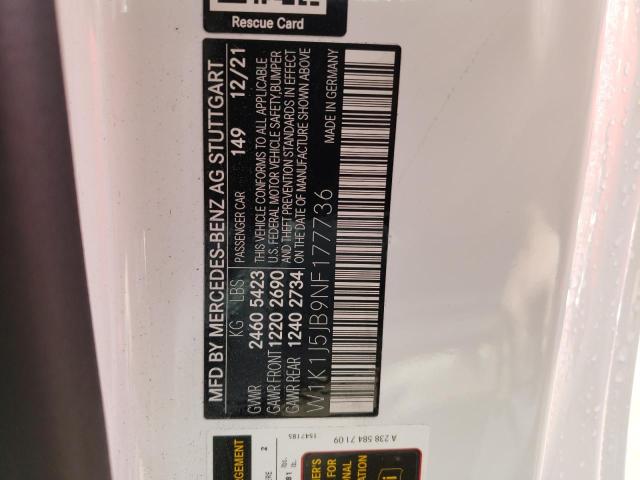 Rescue Card
MFD BY MERCEDES-BENZ AG STUTTGART
KG LBS PASSENGER CAR 149 12/21
GVWR 2460 5423 THIS VEHICLE CONFORMS TO ALL APPLICABLE
GAWR FRONT 1220 2690 U.S. FEDERAL MOTOR VEHICLE SAFETY, BUMPER
GAWR REAR 1240 2734 AND THEFT PREVENTION STANDARDS IN EFFECT
ON THE DATE OF MANUFACTURE SHOWN ABOVE
W1K1J5JB9NF177736 MADE IN GERMANY
A 238 584 71 09
1547185
2
lbs.